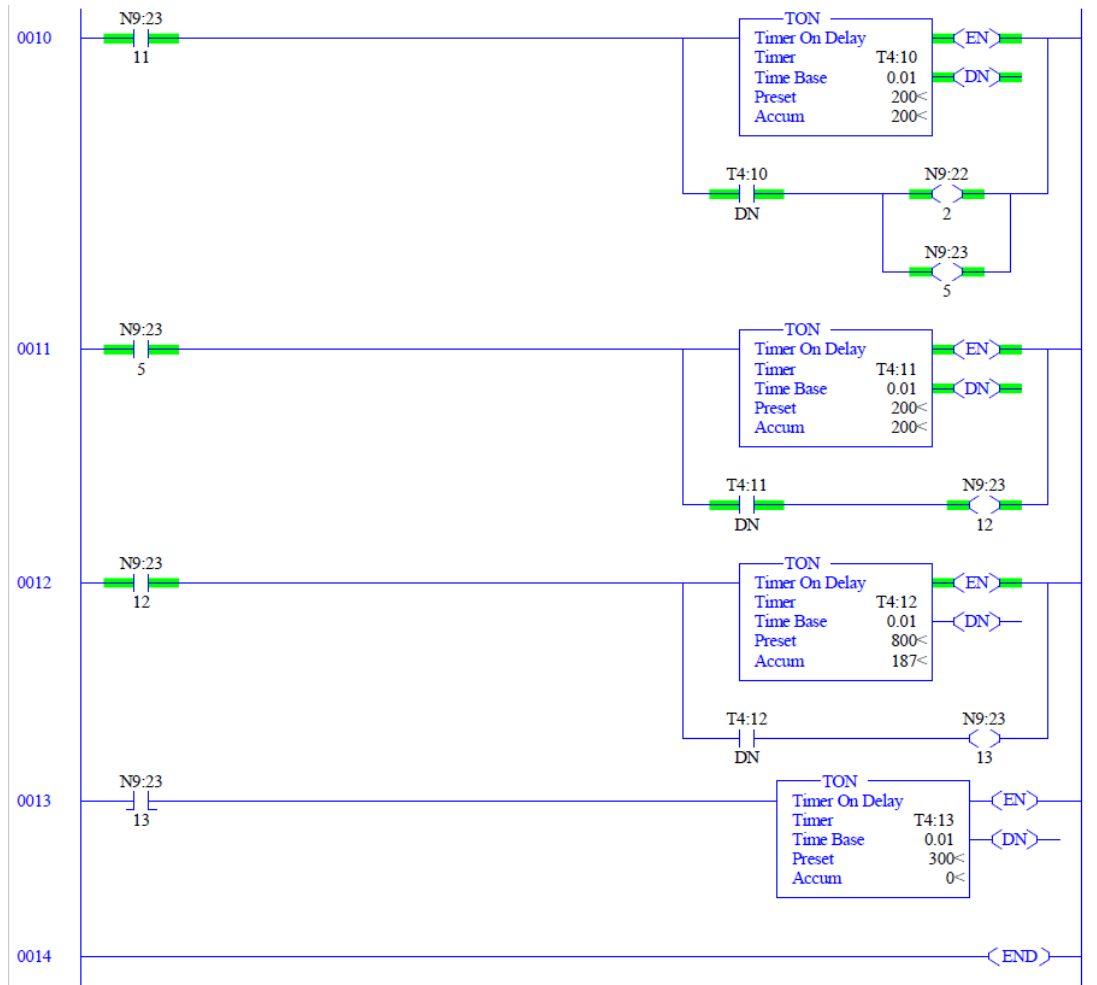 N9:23
TON
0010
Timer On Delay
EN
11
Timer T4:10
Time Base 0.01
DN
Preset 200<
Accum 200<
T4:10
N9:22
DN
2
N9:23
5
N9:23
TON
0011
Timer On Delay
EN
5
Timer T4:11
Time Base 0.01
DN
Preset 200<
Accum 200<
T4:11
N9:23
DN
12
N9:23
TON
0012
Timer On Delay
EN
12
Timer T4:12
Time Base 0.01
DN
Preset 800<
Accum 187<
T4:12
N9:23
DN
13
N9:23
TON
0013
Timer On Delay
EN
13
Timer T4:13
Time Base 0.01
DN
Preset 300<
Accum 0<
0014
END